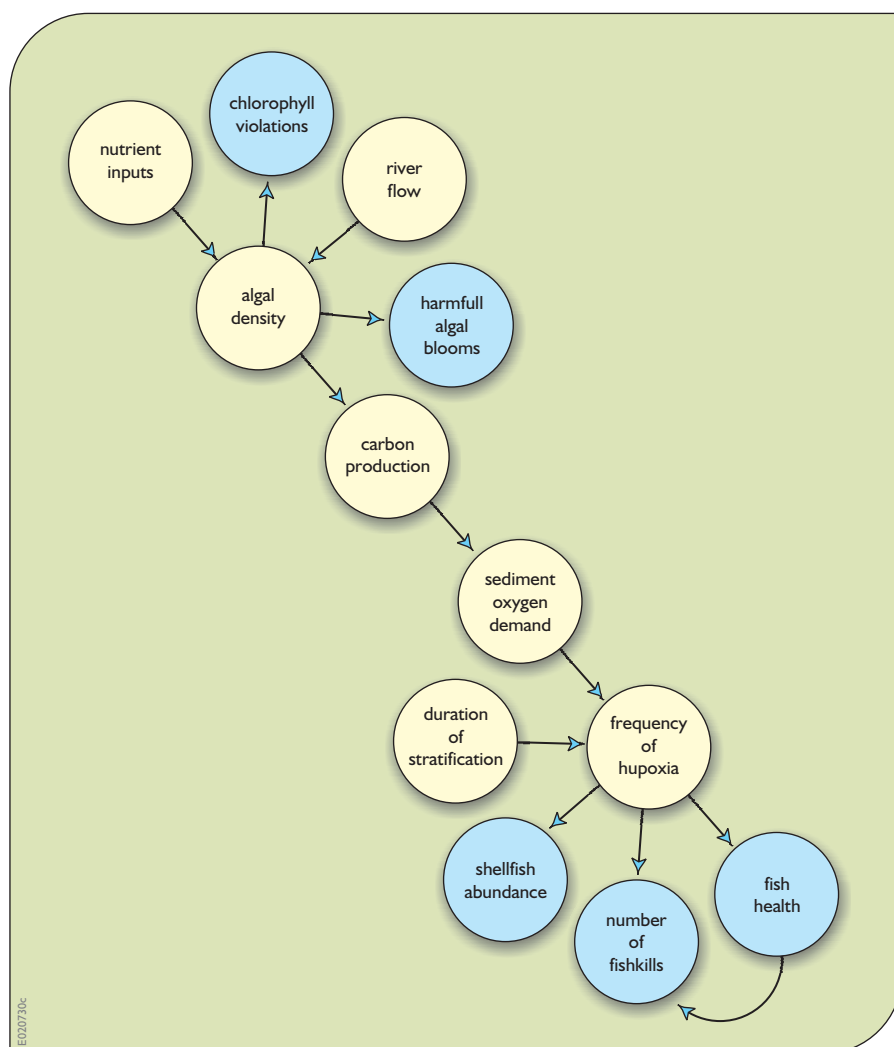 chlorophyll
violations
nutrient
inputs
river
flow
algal
density
harmfull
algal
blooms
carbon
production
sediment
oxygen
demand
duration
of
stratification
frequency
of
hupoxia
shellfish
abundance
number
of
fishkills
fish
health
E020730c